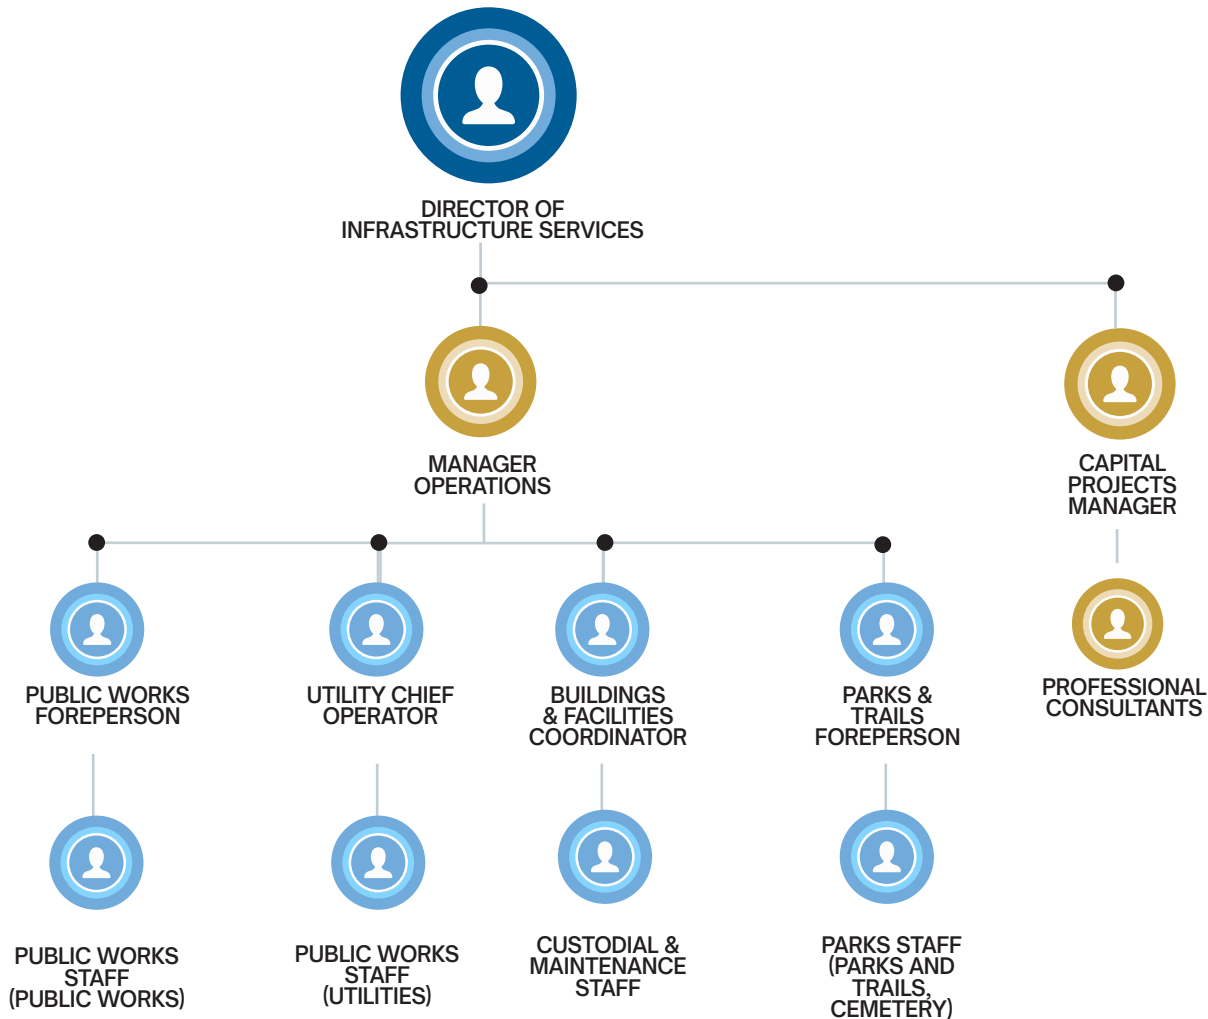 DIRECTOR OF
INFRASTRUCTURE SERVICES
MANAGER
OPERATIONS
CAPITAL
PROJECTS
MANAGER
PUBLIC WORKS
FOREPERSON
UTILITY CHIEF
OPERATOR
BUILDINGS
& FACILITIES
COORDINATOR
PARKS &
TRAILS
FOREPERSON
PROFESSIONAL
CONSULTANTS
PUBLIC WORKS
STAFF
(PUBLIC WORKS)
PUBLIC WORKS
STAFF
(UTILITIES)
CUSTODIAL &
MAINTENANCE
STAFF
PARKS STAFF
(PARKS AND
TRAILS,
CEMETERY)